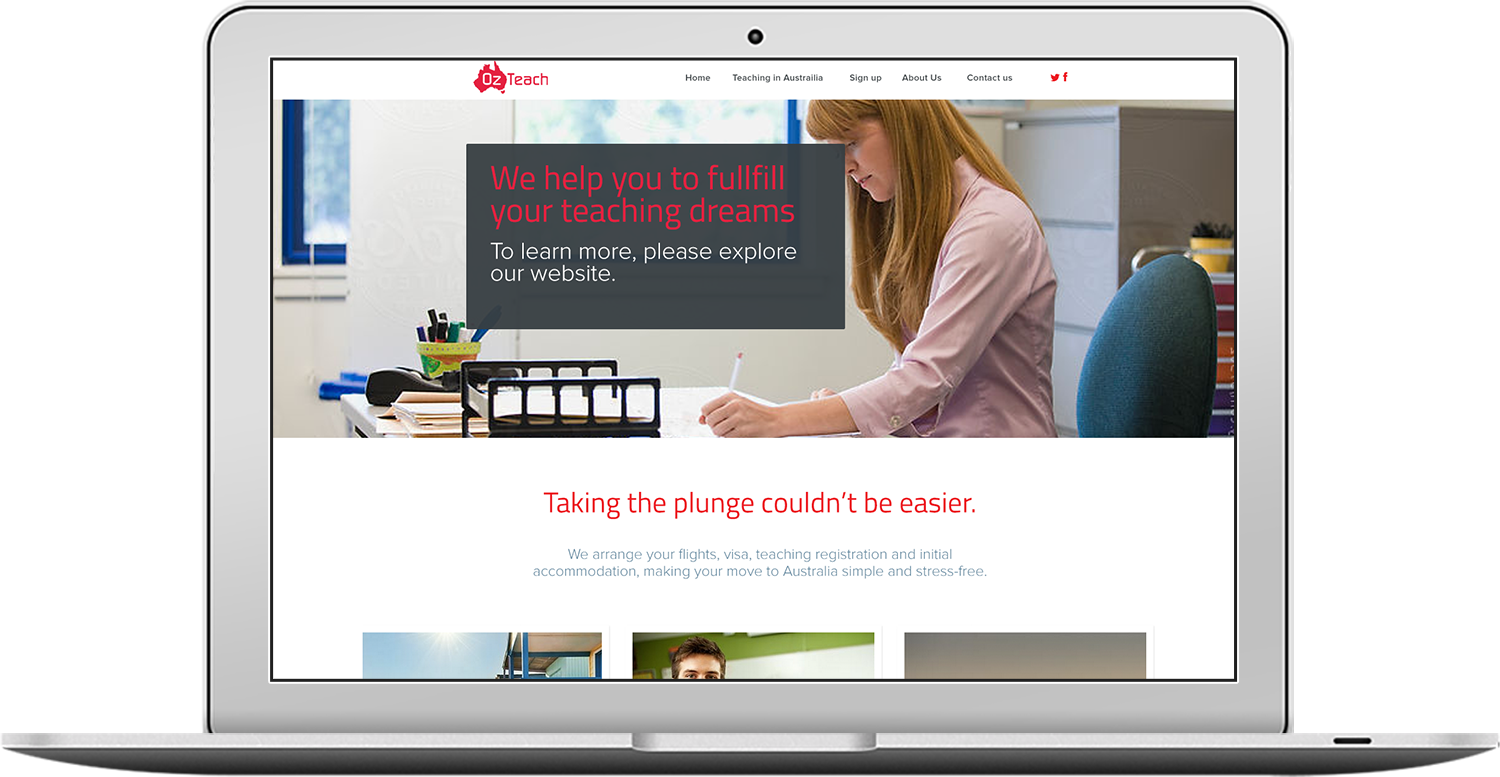 Oz Teach
Home Teaching in Austrailia Sign up About Us Contact us
We help you to fullfill
your teaching dreams
To learn more, please explore
our website.
Taking the plunge couldn’t be easier.
We arrange your flights, visa, teaching registration and initial
accommodation, making your move to Australia simple and stress-free.